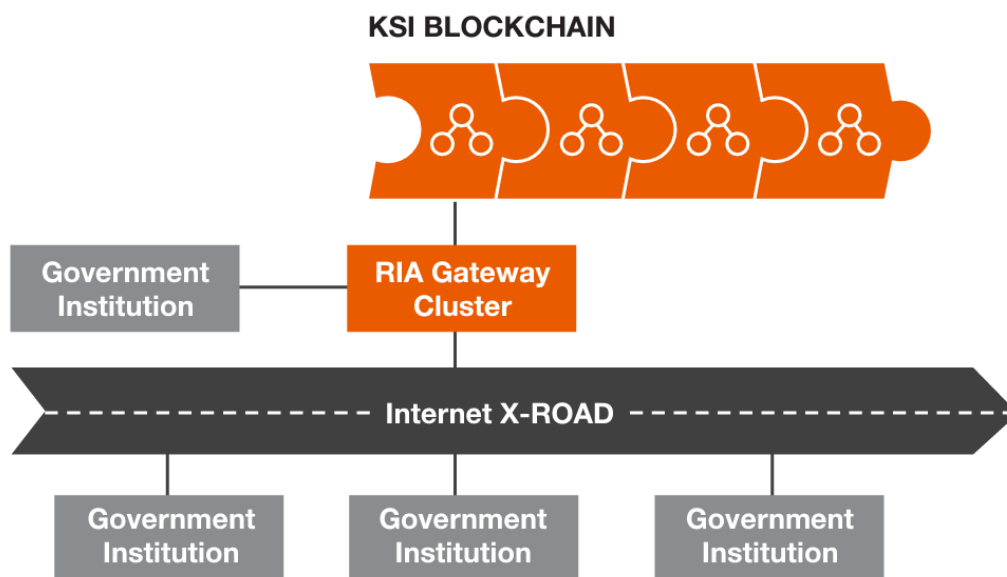 KSI BLOCKCHAIN
Government
Institution
RIA Gateway
Cluster
Internet X-ROAD
Government
Institution
Government
Institution
Government
Institution